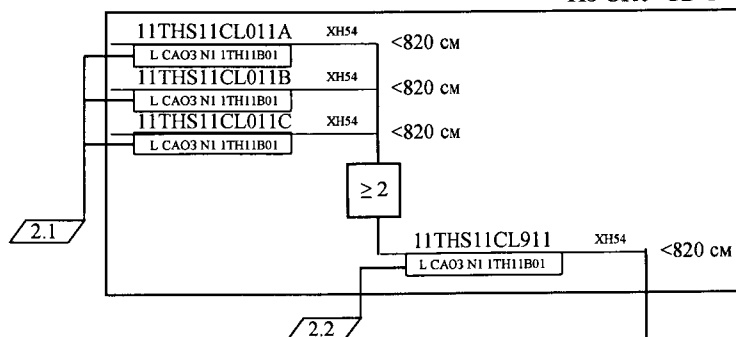 11THS11CL011A XH54 <820 см
L CAO3 N1 1TH11B01
11THS11CL011B XH54 <820 см
L CAO3 N1 1TH11B01
11THS11CL011C XH54 <820 см
L CAO3 N1 1TH11B01
≥ 2
2.1
11THS11CL911 XH54 <820 см
L CAO3 N1 1TH11B01
2.2